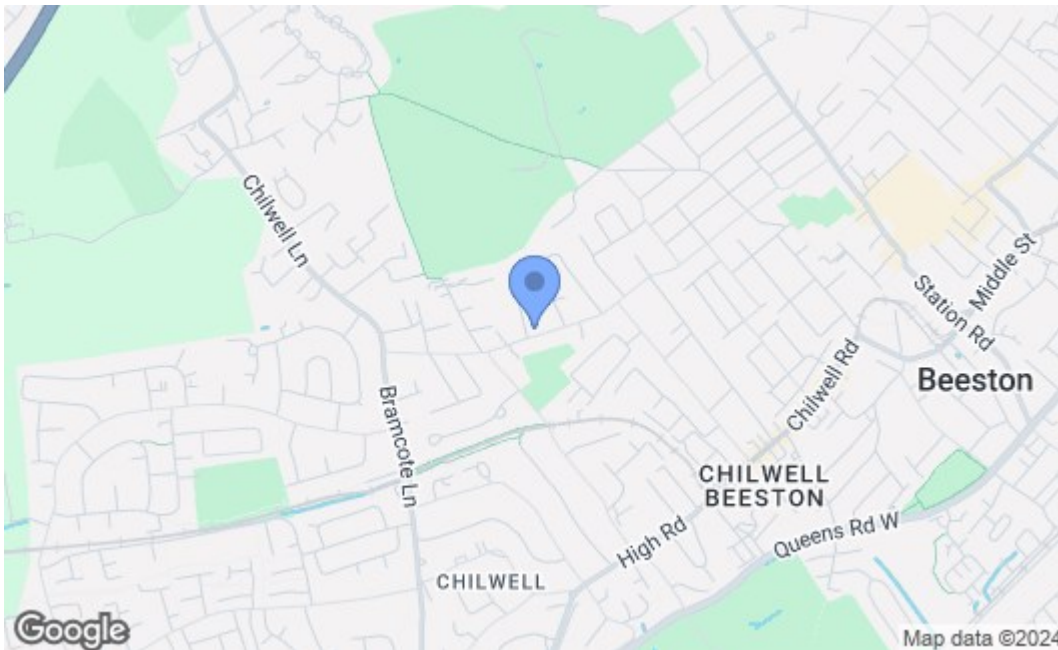 Chilwell Ln
Middle St
Station Rd
Beeston
Chilwell Rd
Bramcote Ln
CHILWELL
BEESTON
High Rd
Queens Rd W
CHILWELL
Google
Map data ©2024